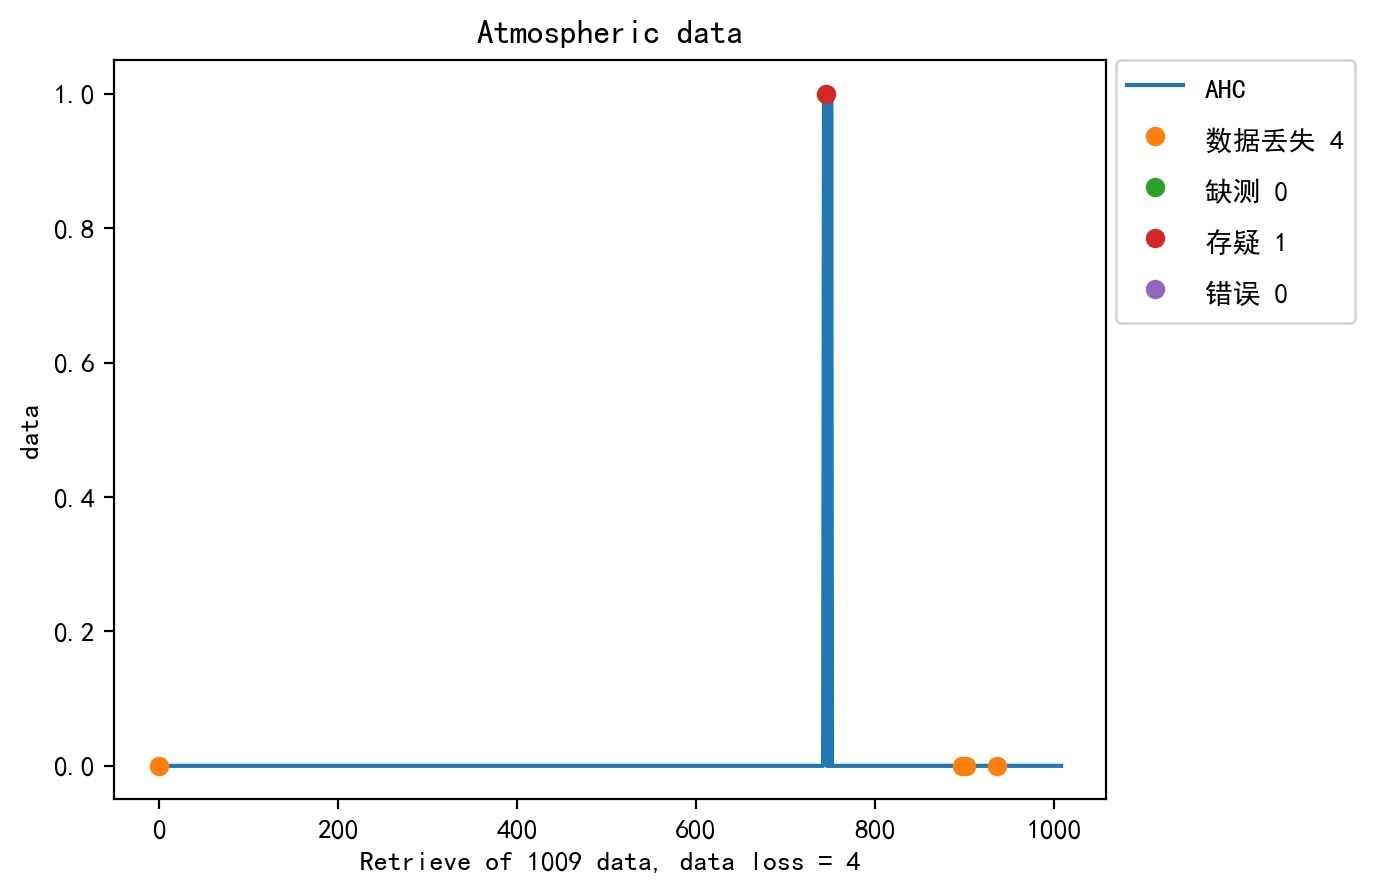 Atmospheric data
1.0
0.8
0.6
0.4
0.2
0.0
data
0 200 400 600 800 1000
Retrieve of 1009 data, data loss = 4
AHC
数据丢失 4
缺测 0
存疑 1
错误 0